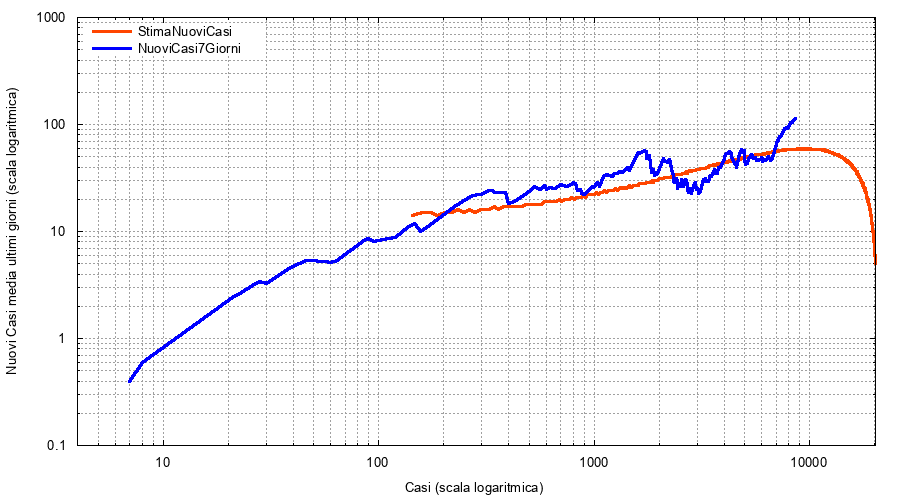 1000
100
10
1
0.1
Nuovi Casi media ultimi giorni (scala logaritmica)
StimaNuoviCasi
NuoviCasi7Giorni
10 100 1000 10000
Casi (scala logaritmica)